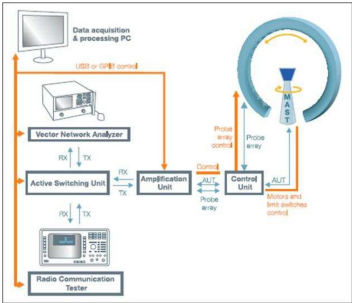 Data acquisition
& processing PC
USB or GPIB control
Vector Network Analyzer
RX
TX
Active Switching Unit
RX
TX
Amplification
Unit
Control
AUT
Probe
array
Control
Unit
Probe
array
control
Probe
array
MAST
AUT
Motors and
limit switches
control
RX
TX
Radio Communication
Tester